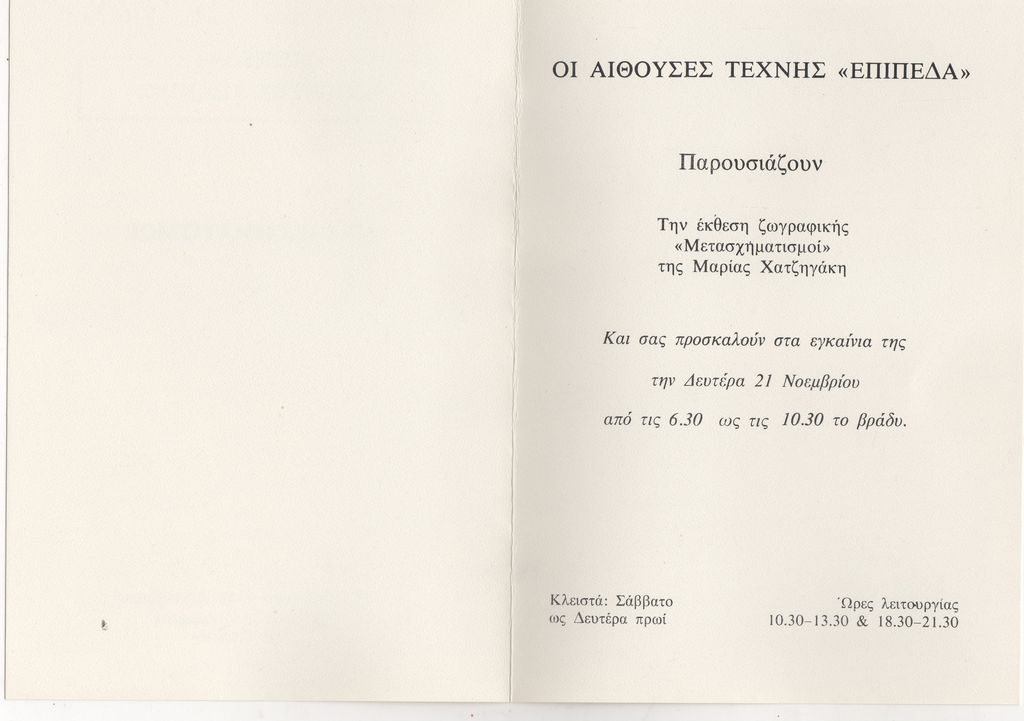 ΟΙ ΑΙΘΟΥΣΕΣ ΤΕΧΝΗΣ «ΕΠΙΠΕΔΑ»
Παρουσιάζουν
Την έκθεση ζωγραφικής
«Μετασχηματισμοί»
της Μαρίας Χατζηγάκη
Και σας προσκαλούν στα εγκαίνια της
την Δευτέρα 21 Νοεμβρίου
από τις 6.30 ως τις 10.30 το βράδυ.
Κλειστά: Σάββατο
ως Δευτέρα πρωί
Ώρες λειτουργίας
10.30-13.30 & 18.30-21.30